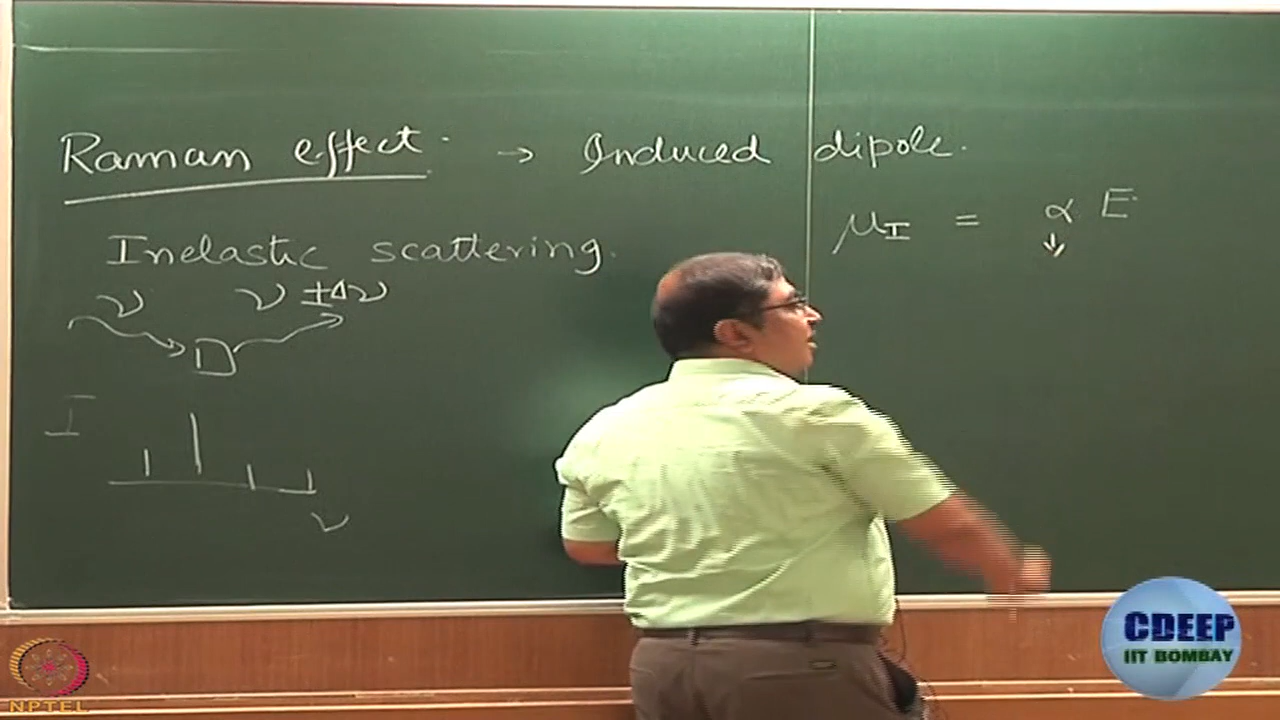 Raman effect. → Induced dipole.
μI = α E
↓
Inelastic scattering.
ν ν ±Δν
I
ν
CDEEP
IIT BOMBAY
NPTEL